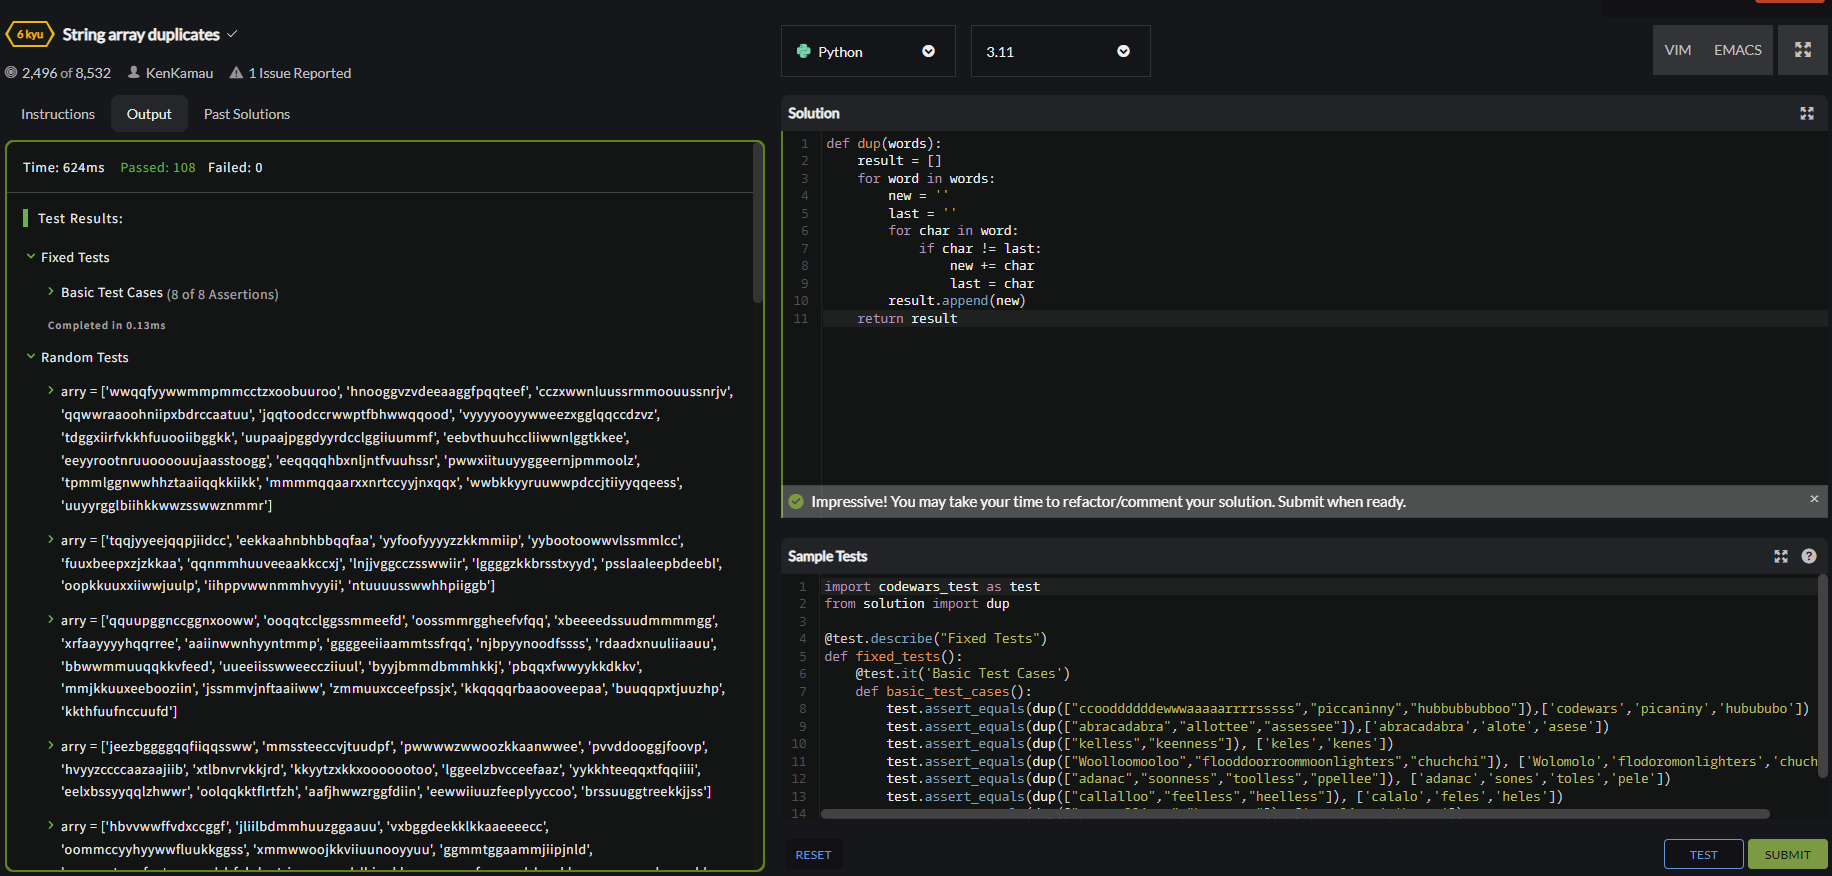 6 kyu String array duplicates
2,496 of 8,532 KenKamau 1 Issue Reported
Instructions Output Past Solutions
Time: 624ms Passed: 108 Failed: 0
Test Results:
Fixed Tests
Basic Test Cases (8 of 8 Assertions)
Completed in 0.13ms
Random Tests
arry = ['wwqqfyywwmmpmmcctzxoobuuroo', 'hnooggvzvdeeaaggfpqqteef', 'cczxwwnluussrmmoouussnrjv',
'qqwwraaoohniipxbdrccaatuu', 'jqqtoodccrwwptfbhwwqqood', 'vyyyyooyywweezxgglqqccdzvz',
'tdggxiirfvkkhfuuooiibggkk', 'uupaajpggdyyrdcclggiiuummf', 'eebvthuuhccliiwwnlggtkkee',
'eeyyrootnruuoooouujaasstoogg', 'eeqqqqhbxnljntfvuuhssr', 'pwwxiituuyyggeernjpmmoolz',
'tpmmlggnwwhhztaaiiqqkkiikk', 'mmmmqqaarxxnrtccyyjnxqqx', 'wwbkkyyruuwwpdccjtiiyyqqeess',
'uuyyrgglbiihkkwwzsswwznmmr']
arry = ['tqqjyyeejqqpjiidcc', 'eekkaahnbhbbqqfaa', 'yyfoofyyyyzzkkmmiip', 'yybootoowwvlssmmlcc',
'fuuxbeepxzjzkkaa', 'qqnmmhuuveeaakkccxj', 'lnjjvggcczsswwiir', 'lggggzkkbrsstxyyd', 'psslaaleepbdeebl',
'oopkkuuxxiiwwjuulp', 'iihppvwwnmmhvyyii', 'ntuuuusswwhhpiiggb']
arry = ['qquupggnccggnxooww', 'ooqqtcclggssmmeefd', 'oossmmrggheefvfqq', 'xbeeeedssuudmmmmgg',
'xrfaayyyyhqqrree', 'aaiinwwnhyyntmmp', 'ggggeeiiaammtssfrqq', 'njbpyynoodfssss', 'rdaadxnuuliiaauu',
'bbwwmmuuqqkkvfeed', 'uueeiisswweecczziiuul', 'byyjbmmdbmmhkkj', 'pbqqxfwwyykkdkkv',
'mmjkkuuxeebooziin', 'jssmmvjnftaaiiww', 'zmmuuxcceefpssjx', 'kkqqqqrbaaooveepaa', 'buuqqpxtjuuzhp',
'kkthfuufnccuufd']
arry = ['jeezbggggqqfiiqqssww', 'mmssteeccvjtuudpf', 'pwwwwzwwoozkkaanwwee', 'pvvddooggjfoovp',
'hvyyzccccaazaajiib', 'xtlbnvrvkkjrd', 'kkyytzxkkxooooootoo', 'lggeelzbvcceefaaz', 'yykkhteeqqxtfqqiiii',
'eelxbssyyqqlzhwwr', 'oolqqkktflrtfzh', 'aafjhwwzrggfdiin', 'eewwiiuuzfeeplyyccoo', 'brssuuggtreekkjjss']
arry = ['hbvvwwffvdxccggf', 'jliilbdmmhuuzggaauu', 'vxbggdeekklkkaaeeeecc',
'oommccyyhyywwfluukkggss', 'xmmwwoojkkviiuunooyyuu', 'ggmmtggaammjiipjnld',
Python 3.11 VIM EMACS
Solution
1 def dup(words):
2 result = []
3 for word in words:
4 new = ''
5 last = ''
6 for char in word:
7 if char != last:
8 new += char
9 last = char
10 result.append(new)
11 return result
Impressive! You may take your time to refactor/comment your solution. Submit when ready. ×
Sample Tests
1 import codewars_test as test
2 from solution import dup
3
4 @test.describe("Fixed Tests")
5 def fixed_tests():
6 @test.it('Basic Test Cases')
7 def basic_test_cases():
8 test.assert_equals(dup(["ccooddddddewwwaaaaarrrrsssss","piccaninny","hubbubbubboo"]),['codewars','picaniny','hubububo'])
9 test.assert_equals(dup(["abracadabra","allottee","assessee"]),['abracadabra','alote','asese'])
10 test.assert_equals(dup(["kelless","keenness"]), ['keles','kenes'])
11 test.assert_equals(dup(["Woolloomooloo","flooddoorroommoonlighters","chuchchi"]), ['Wolomolo','flodoromonlighters','chuch
12 test.assert_equals(dup(["adanac","soonness","toolless","ppellee"]), ['adanac','sones','toles','pele'])
13 test.assert_equals(dup(["callalloo","feelless","heelless"]), ['calalo','feles','heles'])
14
RESET TEST SUBMIT